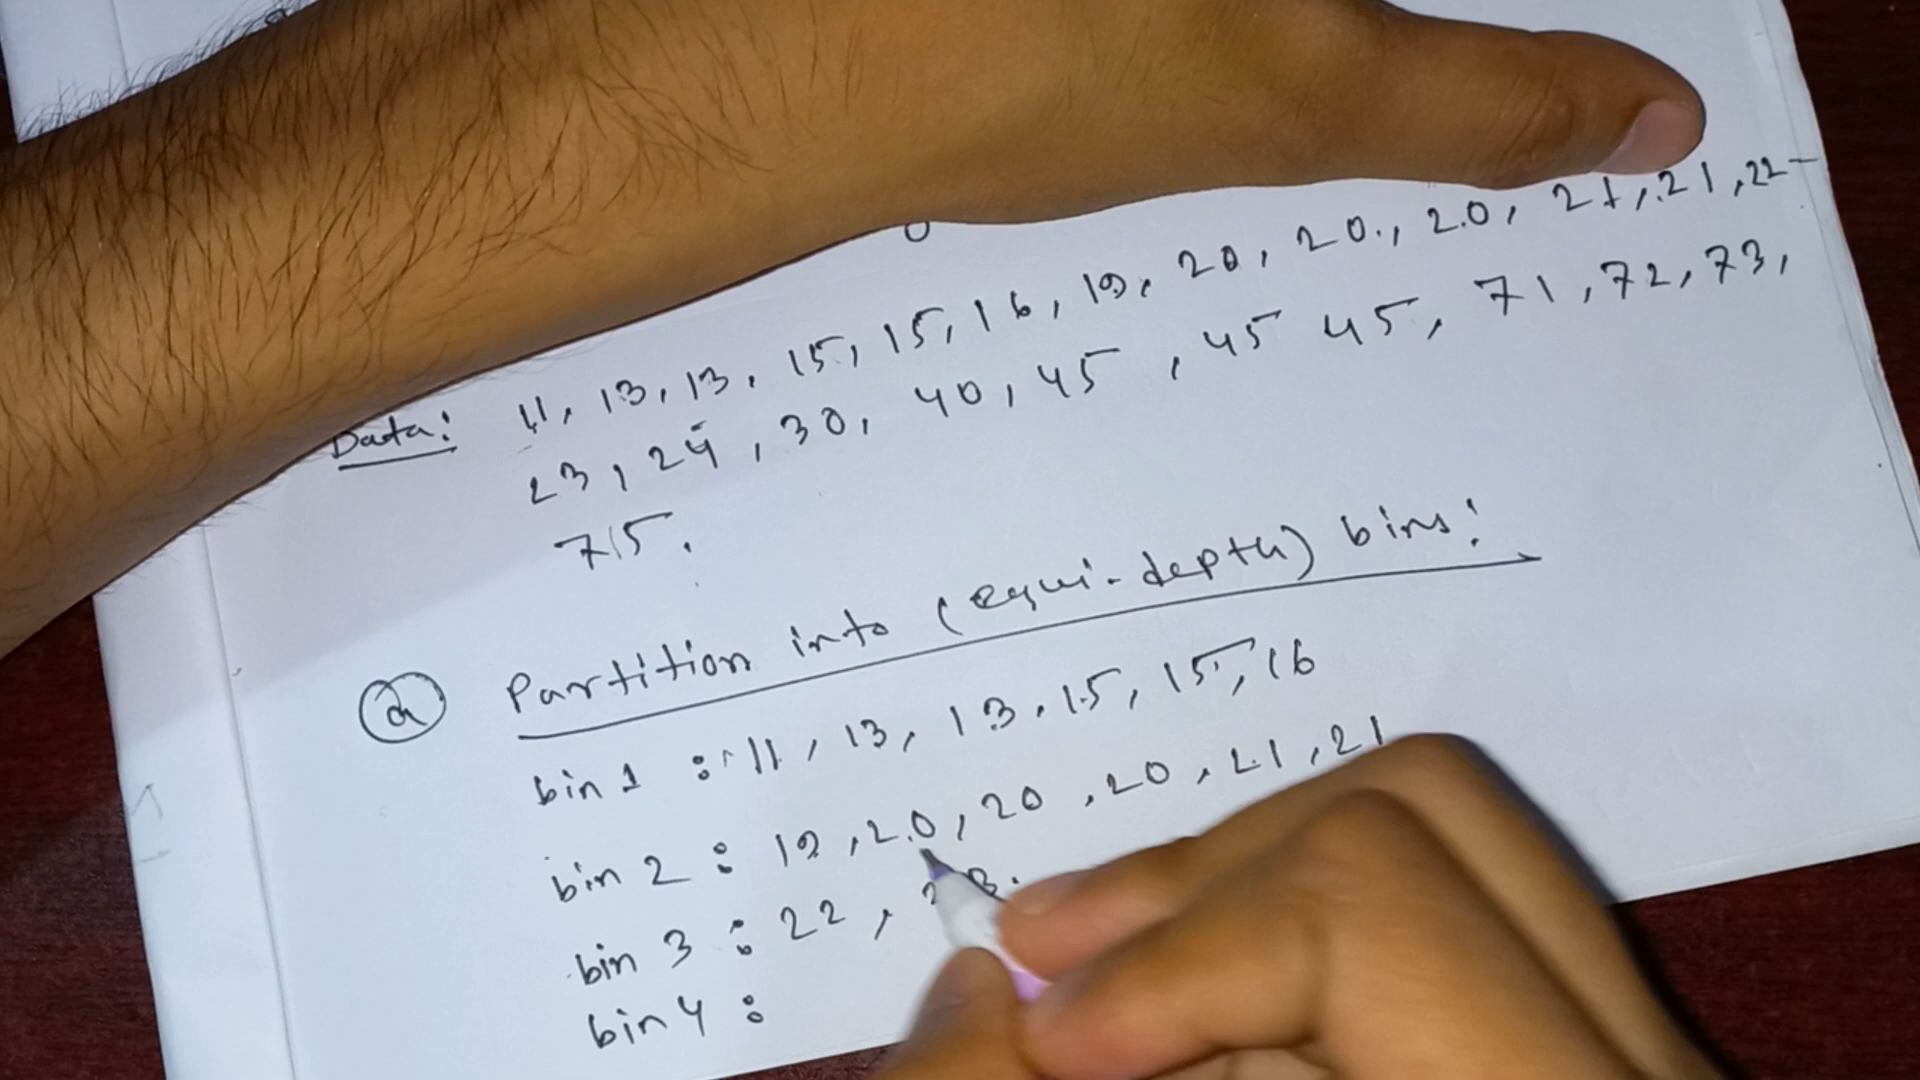 Data: 11, 13, 13, 15, 15, 16, 19, 20, 20, 20, 21, 21, 22
23, 24, 30, 40, 45, 45 45, 71, 72, 73,
75.
(a) Partition into (equi-depth) bins:
bin 1 : 11, 13, 13, 15, 15, 16
bin 2 : 19, 20, 20, 20, 21, 21
bin 3 : 22, 23.
bin 4 :